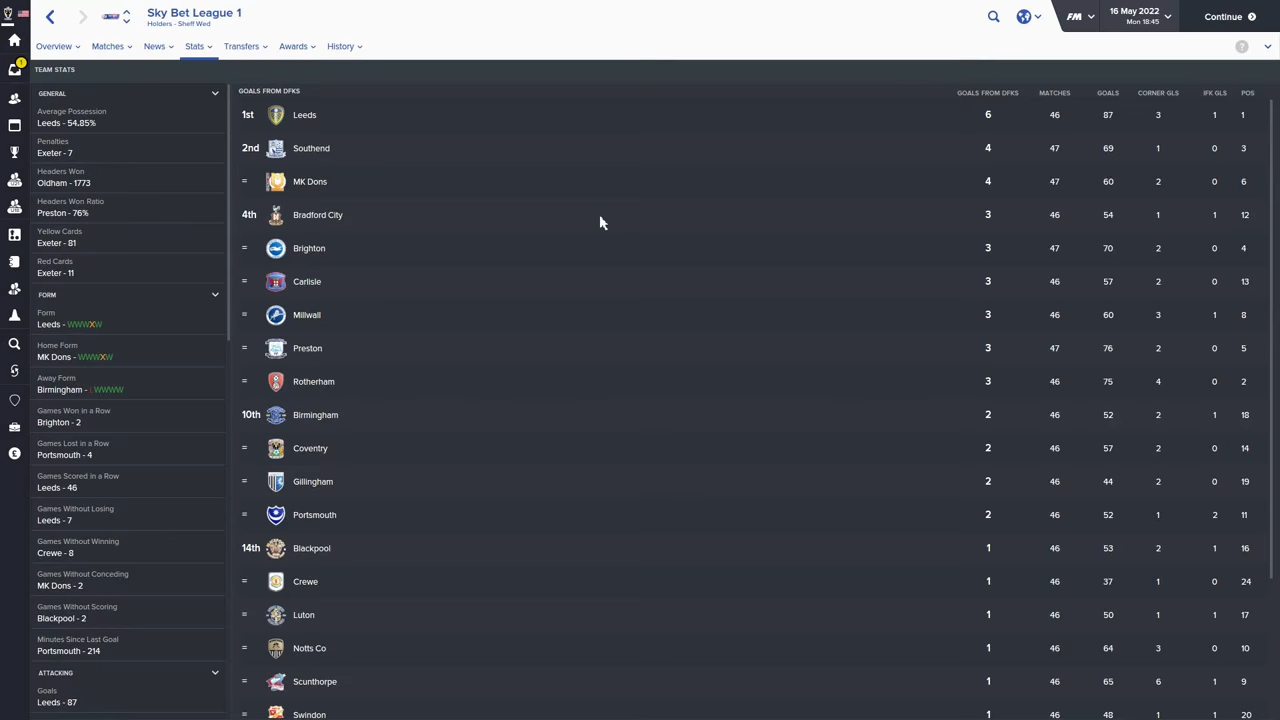 Sky Bet League 1
Holders - Sheff Wed
FM
16 May 2022
Mon 18:45
Continue
Overview Matches News Stats Transfers Awards History
?
1
TEAM STATS
GENERAL
Average Possession
Leeds - 54.85%
Penalties
Exeter - 7
Headers Won
Oldham - 1773
Headers Won Ratio
Preston - 76%
Yellow Cards
Exeter - 81
Red Cards
Exeter - 11
FORM
Form
Leeds - WWWXW
Home Form
MK Dons - WWWXW
Away Form
Birmingham - LWWWW
Games Won in a Row
Brighton - 2
Games Lost in a Row
Portsmouth - 4
Games Scored in a Row
Leeds - 46
Games Without Losing
Leeds - 7
Games Without Winning
Crewe - 8
Games Without Conceding
MK Dons - 2
Games Without Scoring
Blackpool - 2
Minutes Since Last Goal
Portsmouth - 214
ATTACKING
Goals
Leeds - 87
GOALS FROM DFKS GOALS FROM DFKS MATCHES GOALS CORNER GLS IFK GLS POS
1st Leeds 6 46 87 3 1 1
2nd Southend 4 47 69 1 0 3
= MK Dons 4 47 60 2 0 6
4th Bradford City 3 46 54 1 1 12
= Brighton 3 47 70 2 0 4
= Carlisle 3 46 57 2 0 13
= Millwall 3 46 60 3 1 8
= Preston 3 47 76 2 0 5
= Rotherham 3 46 75 4 0 2
10th Birmingham 2 46 52 2 1 18
= Coventry 2 46 57 2 0 14
= Gillingham 2 46 44 2 0 19
= Portsmouth 2 46 52 1 2 11
14th Blackpool 1 46 53 2 1 16
= Crewe 1 46 37 1 0 24
= Luton 1 46 50 1 1 17
= Notts Co 1 46 64 3 0 10
= Scunthorpe 1 46 65 6 1 9
= Swindon 1 46 48 1 1 20